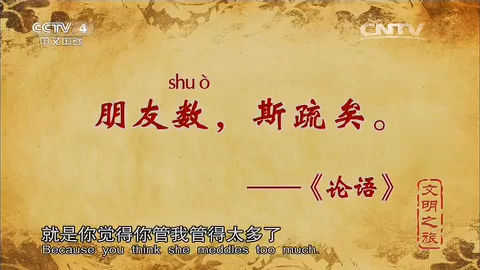 CCTV 4
中文国际
CNTV
shuò
朋友数，斯疏矣。
——《论语》
文明之旅
就是你觉得你管我管得太多了
Because you think she meddles too much.